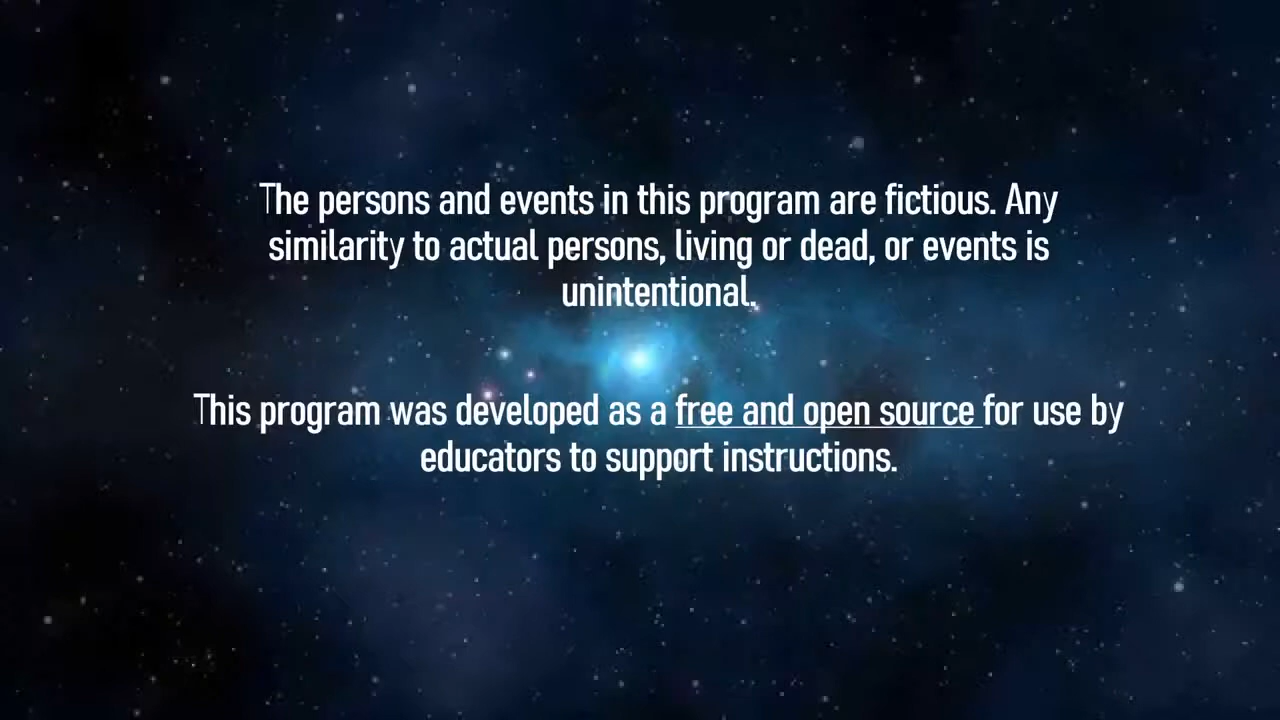 The persons and events in this program are fictious. Any
similarity to actual persons, living or dead, or events is
unintentional.
This program was developed as a free and open source for use by
educators to support instructions.